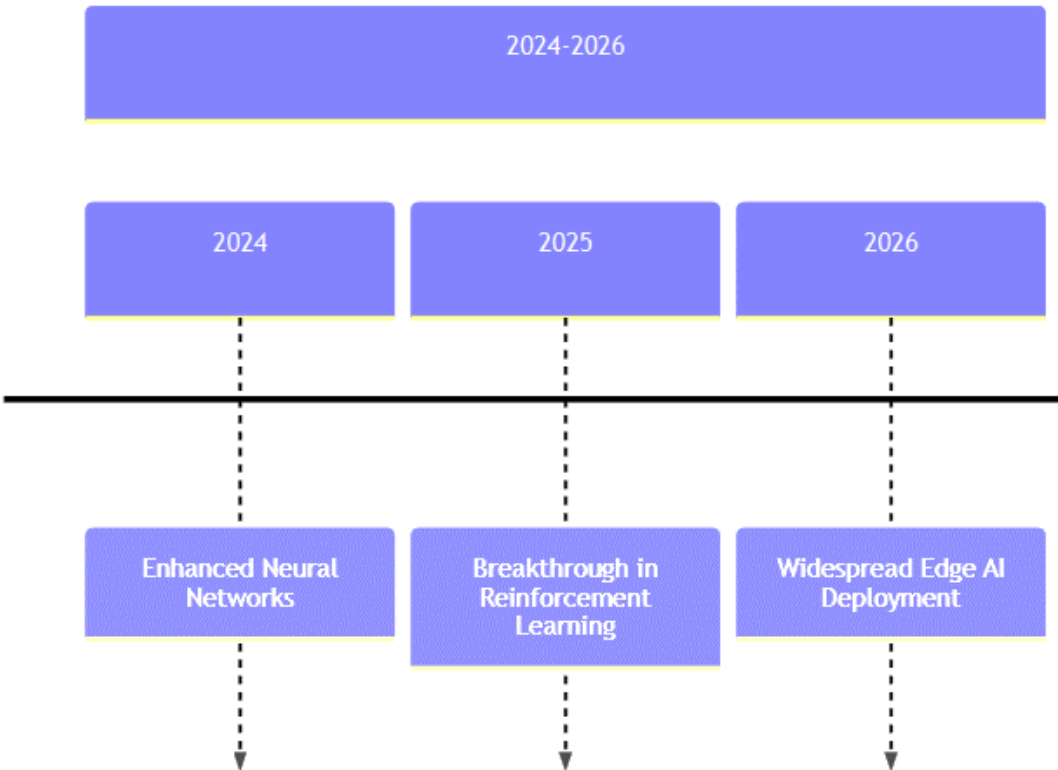 2024-2026
2024
2025
2026
Enhanced Neural
Networks
Breakthrough in
Reinforcement
Learning
Widespread Edge AI
Deployment